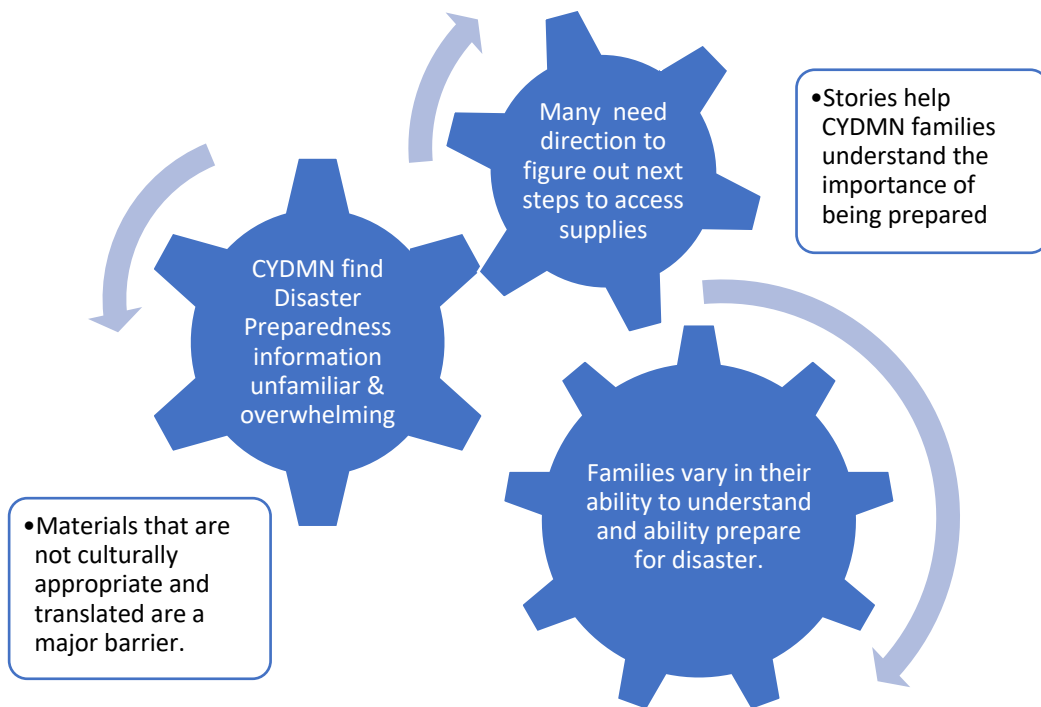 Many need
direction to
figure out next
steps to access
supplies
•Stories help
CYDMN families
understand the
importance of
being prepared
CYDMN find
Disaster
Preparedness
information
unfamiliar &
overwhelming
Families vary in their
ability to understand
and ability prepare
for disaster.
•Materials that are
not culturally
appropriate and
translated are a
major barrier.